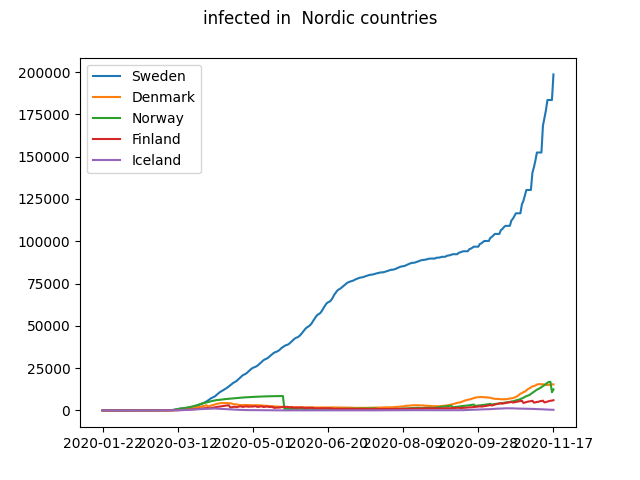 infected in  Nordic countries
200000
175000
150000
125000
100000
75000
50000
25000
0
Sweden
Denmark
Norway
Finland
Iceland
2020-01-22 2020-03-12 2020-05-01 2020-06-20 2020-08-09 2020-09-28 2020-11-17